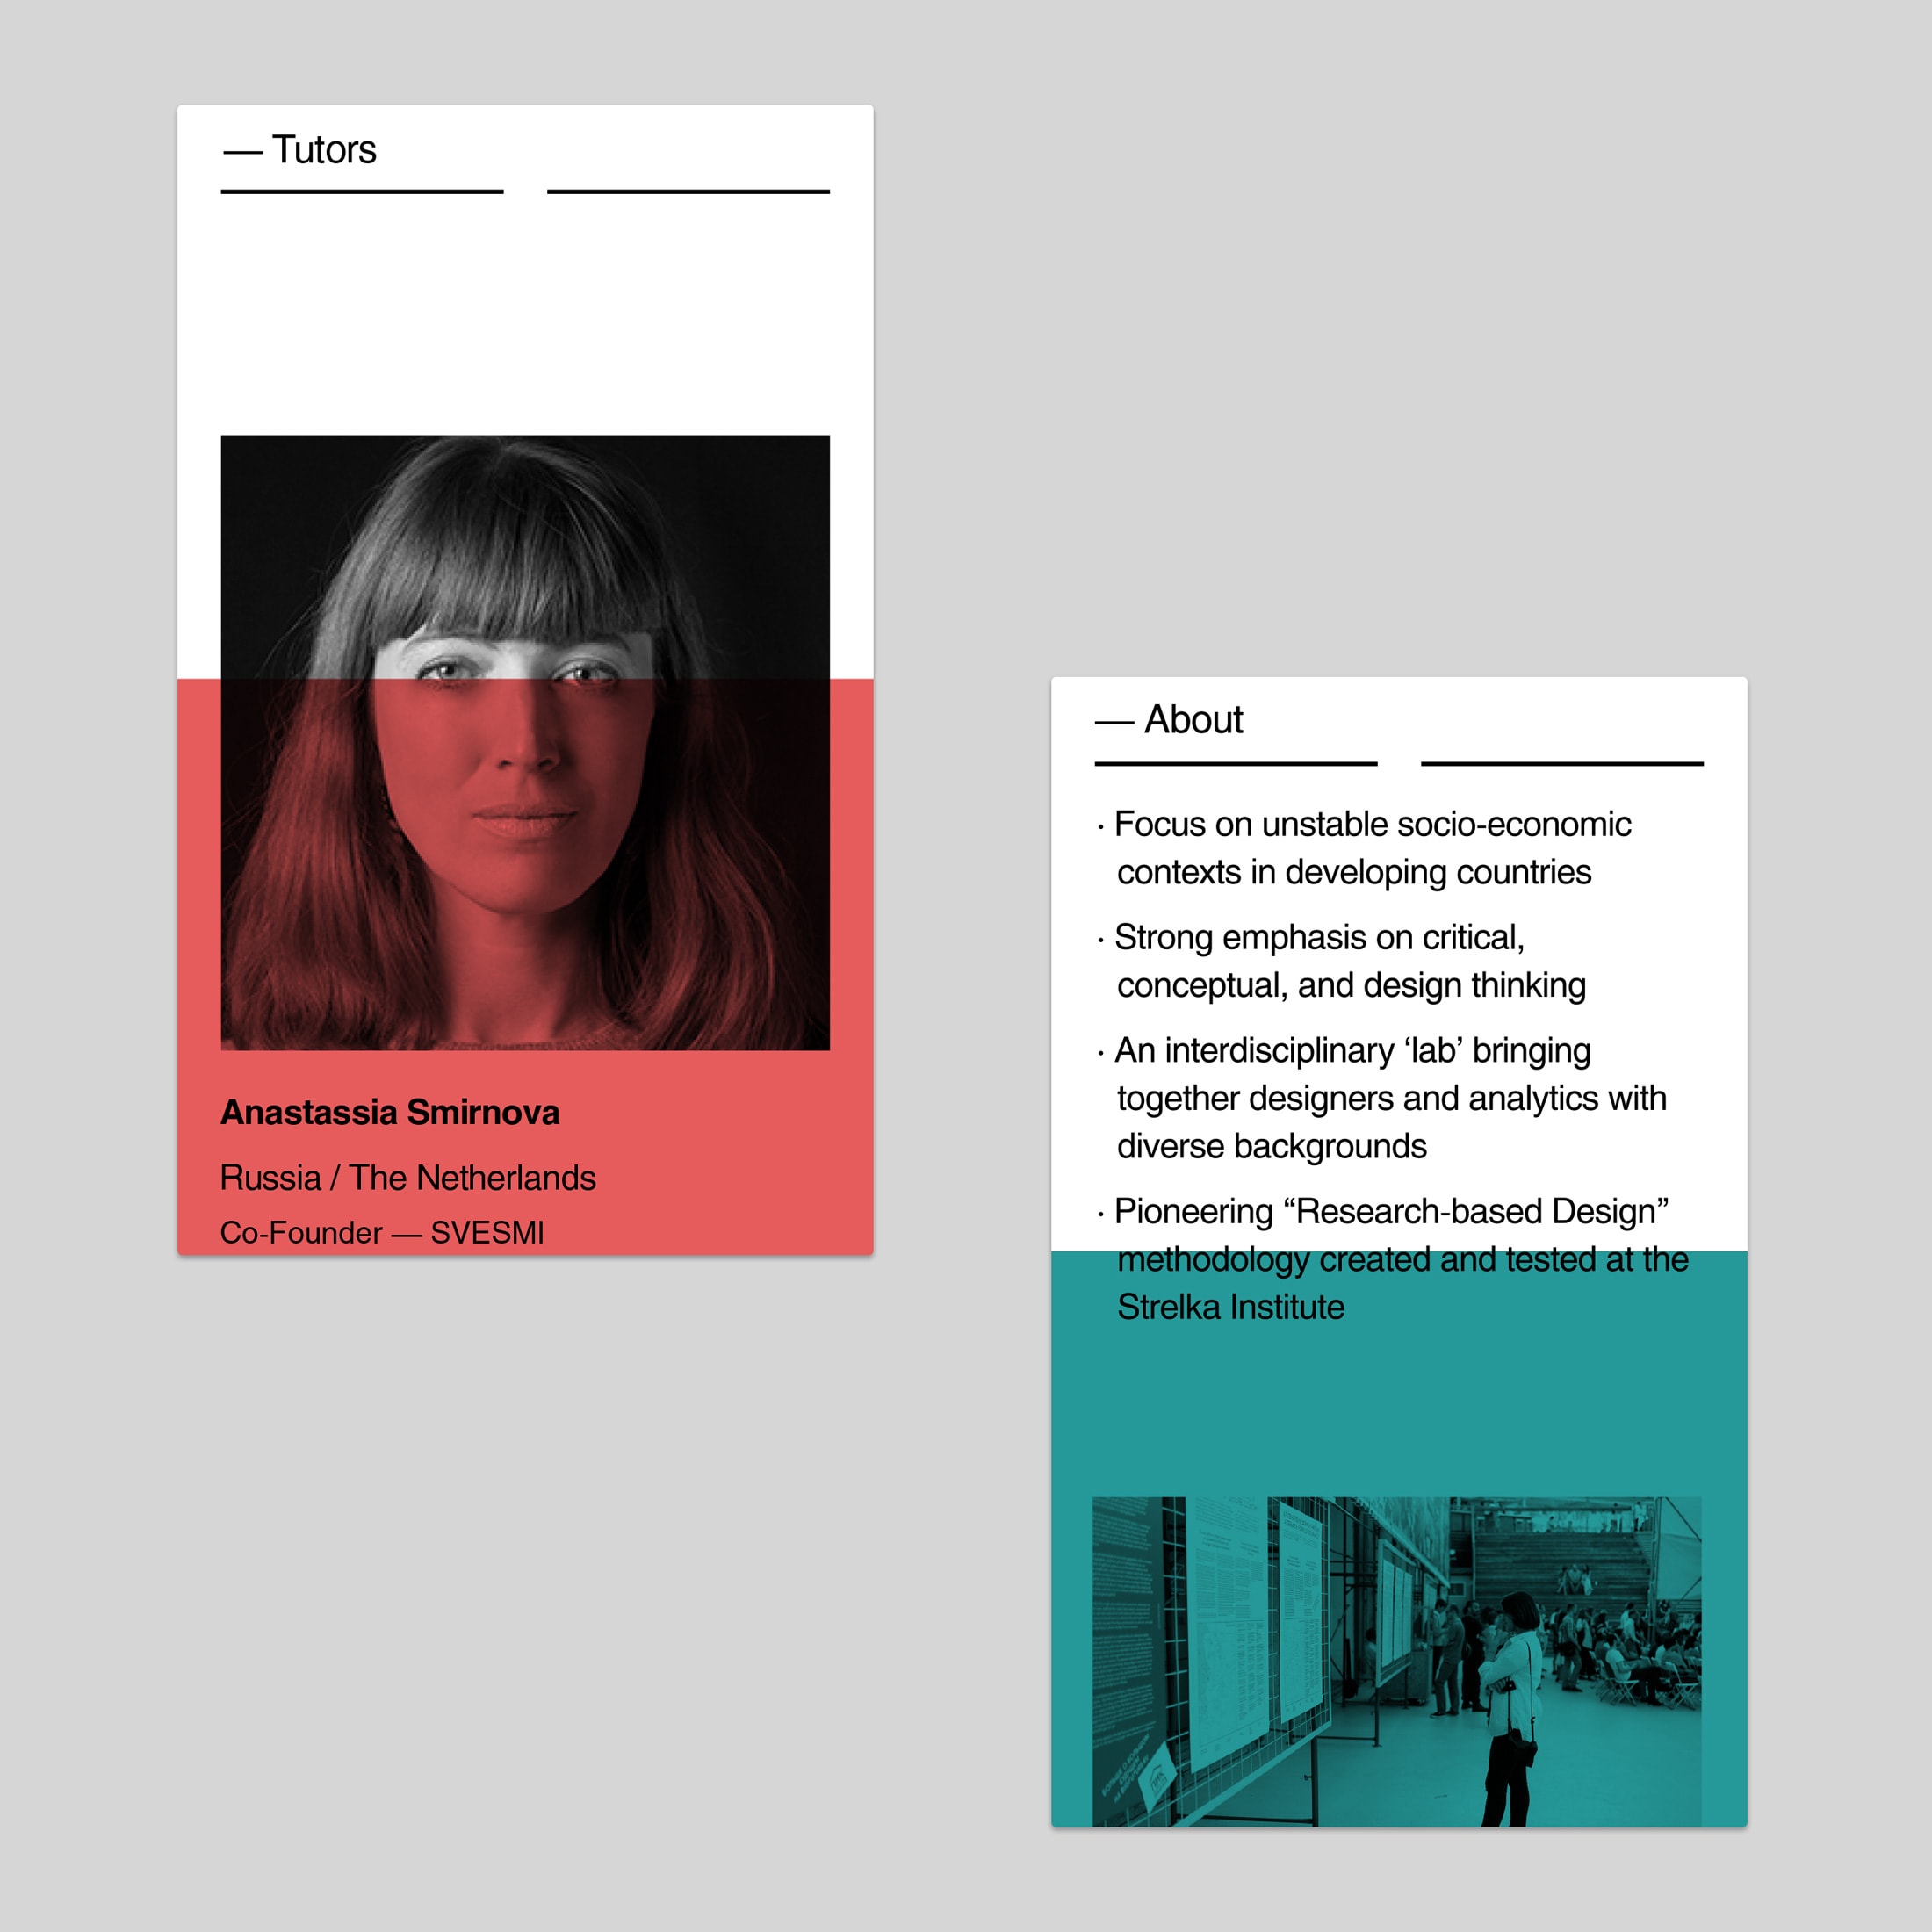 — Tutors
Anastassia Smirnova
Russia / The Netherlands
Co-Founder — SVESMI
— About
· Focus on unstable socio-economic
contexts in developing countries
· Strong emphasis on critical,
conceptual, and design thinking
· An interdisciplinary ‘lab’ bringing
together designers and analytics with
diverse backgrounds
· Pioneering “Research-based Design”
methodology created and tested at the
Strelka Institute